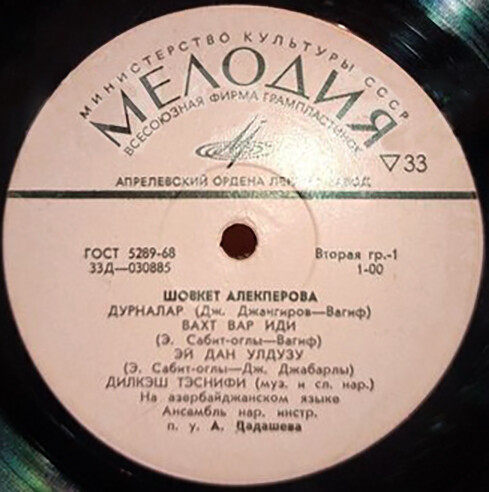 МИНИСТЕРСТВО КУЛЬТУРЫ СССР
МЕЛОДИЯ
ВСЕСОЮЗНАЯ ФИРМА ГРАМПЛАСТИНОК
33
АПРЕЛЕВСКИЙ ОРДЕНА ЗАВОД
ГОСТ 5289-68
Вторая гр.-1
33Д—030885
1-00
ШОВКЕТ АЛЕКПЕРОВА
ДУРНАЛАР (Дж. Джангиров—Вагиф)
ВАХТ ВАР ИДИ
(Э. Сабит-оглы—Вагиф)
ЭЙ ДАН УЛДУЗУ
(Э. Сабит-оглы—Дж. Джабарлы)
ДИЛКЭШ ТЭСНИФИ (муз. и сл. нар.)
На азербайджанском языке
Ансамбль нар. инстр.
п. у. А. Дадашева